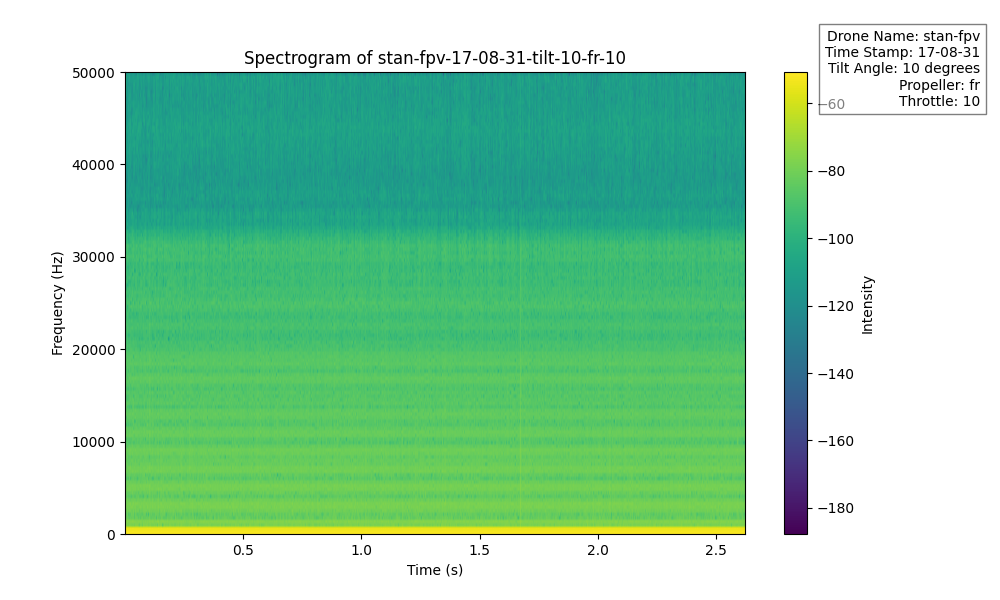 Drone Name: stan-fpv
Time Stamp: 17-08-31
Tilt Angle: 10 degrees
Propeller: fr
Throttle: 10
Spectrogram of stan-fpv-17-08-31-tilt-10-fr-10
50000
40000
30000
20000
10000
0
Frequency (Hz)
0.5 1.0 1.5 2.0 2.5
Time (s)
−60
−80
−100
−120
−140
−160
−180
Intensity